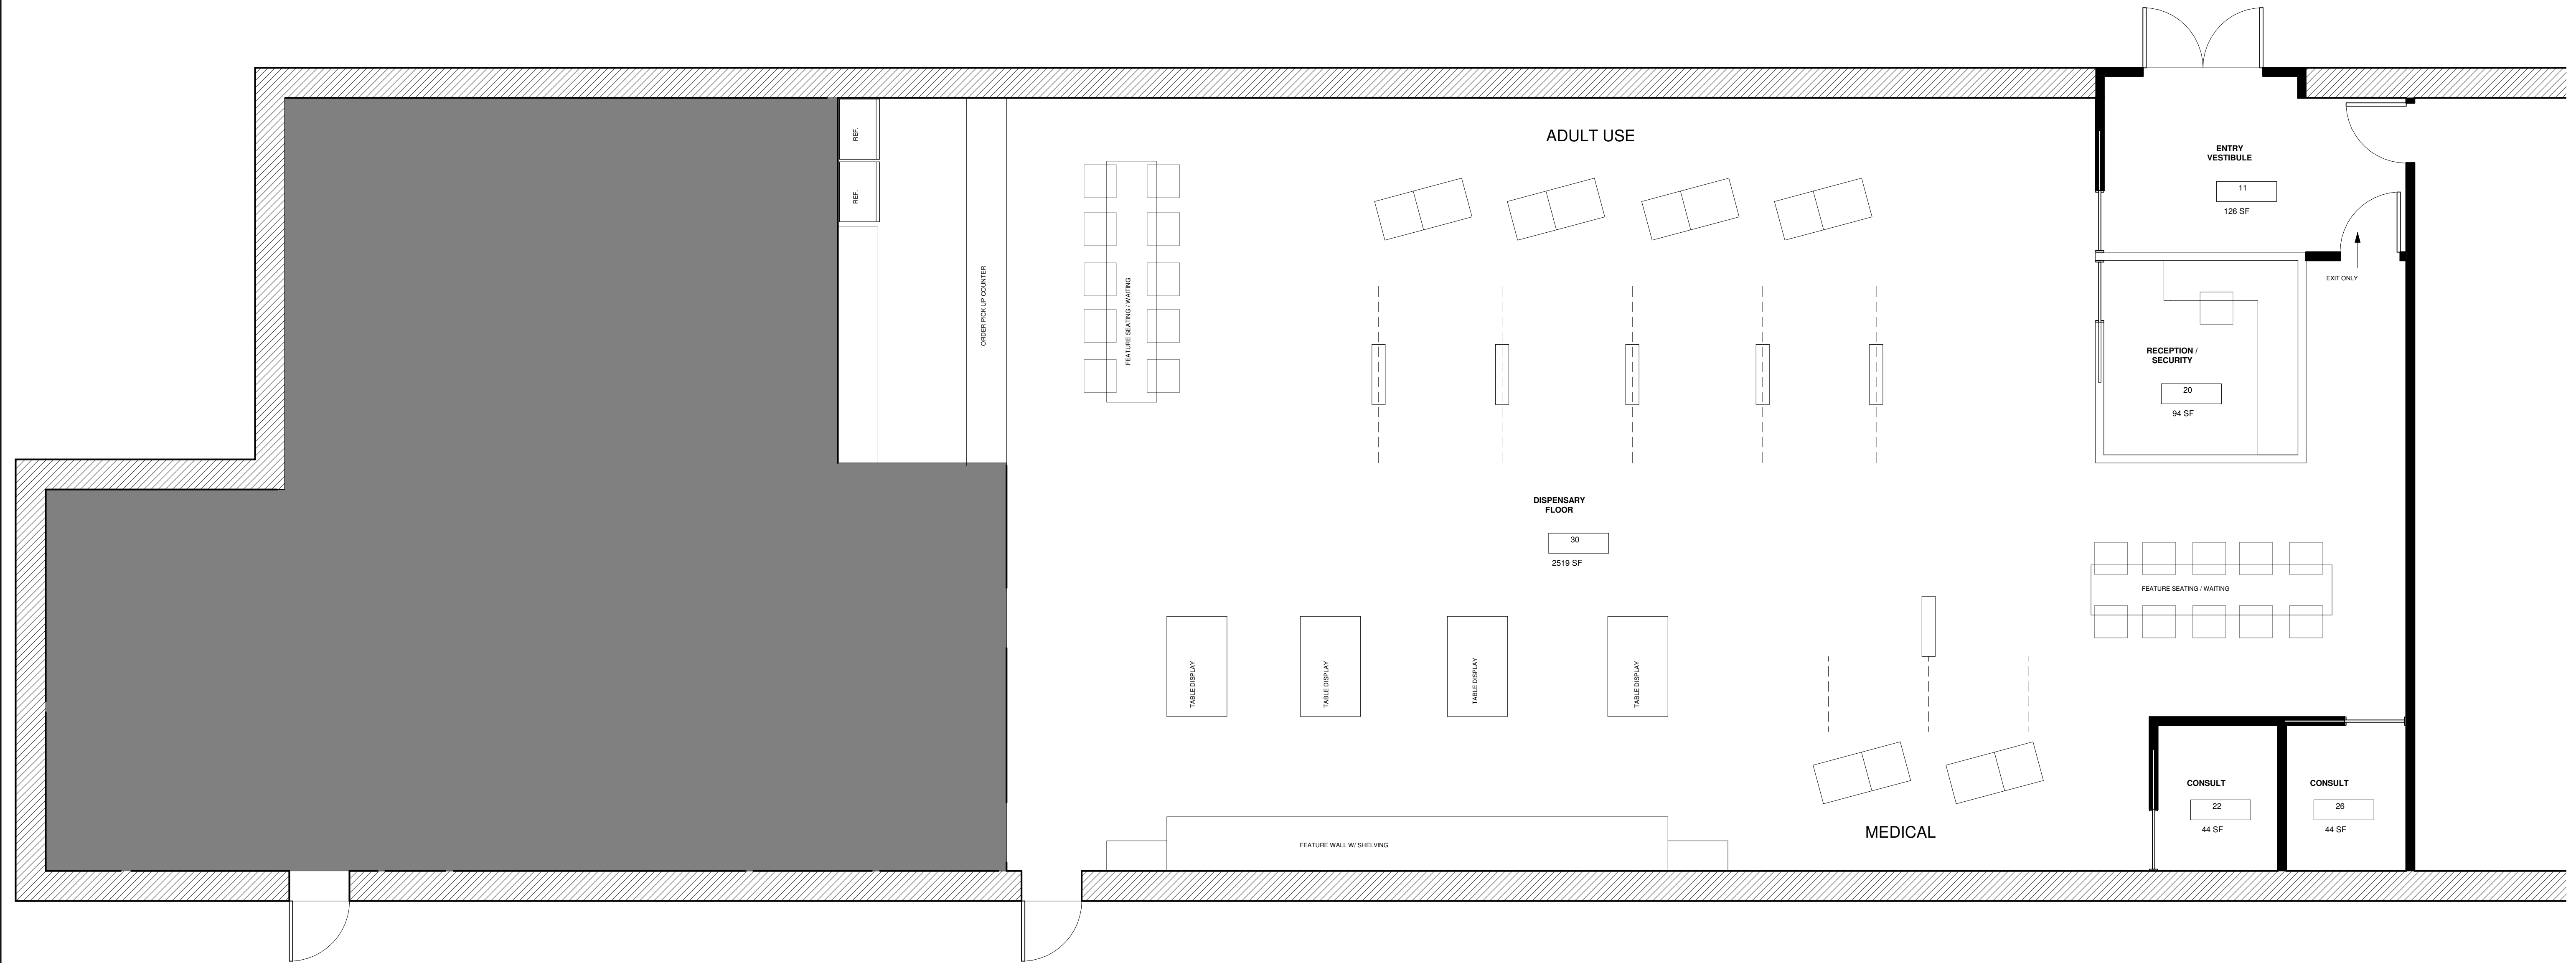 ADULT USE
REF.
REF.
ORDER PICK UP COUNTER
FEATURE SEATING / WAITING
ENTRY
VESTIBULE
11
126 SF
EXIT ONLY
RECEPTION /
SECURITY
20
94 SF
DISPENSARY
FLOOR
30
2519 SF
FEATURE SEATING / WAITING
TABLE DISPLAY
TABLE DISPLAY
TABLE DISPLAY
TABLE DISPLAY
FEATURE WALL W/ SHELVING
MEDICAL
CONSULT
22
44 SF
CONSULT
26
44 SF